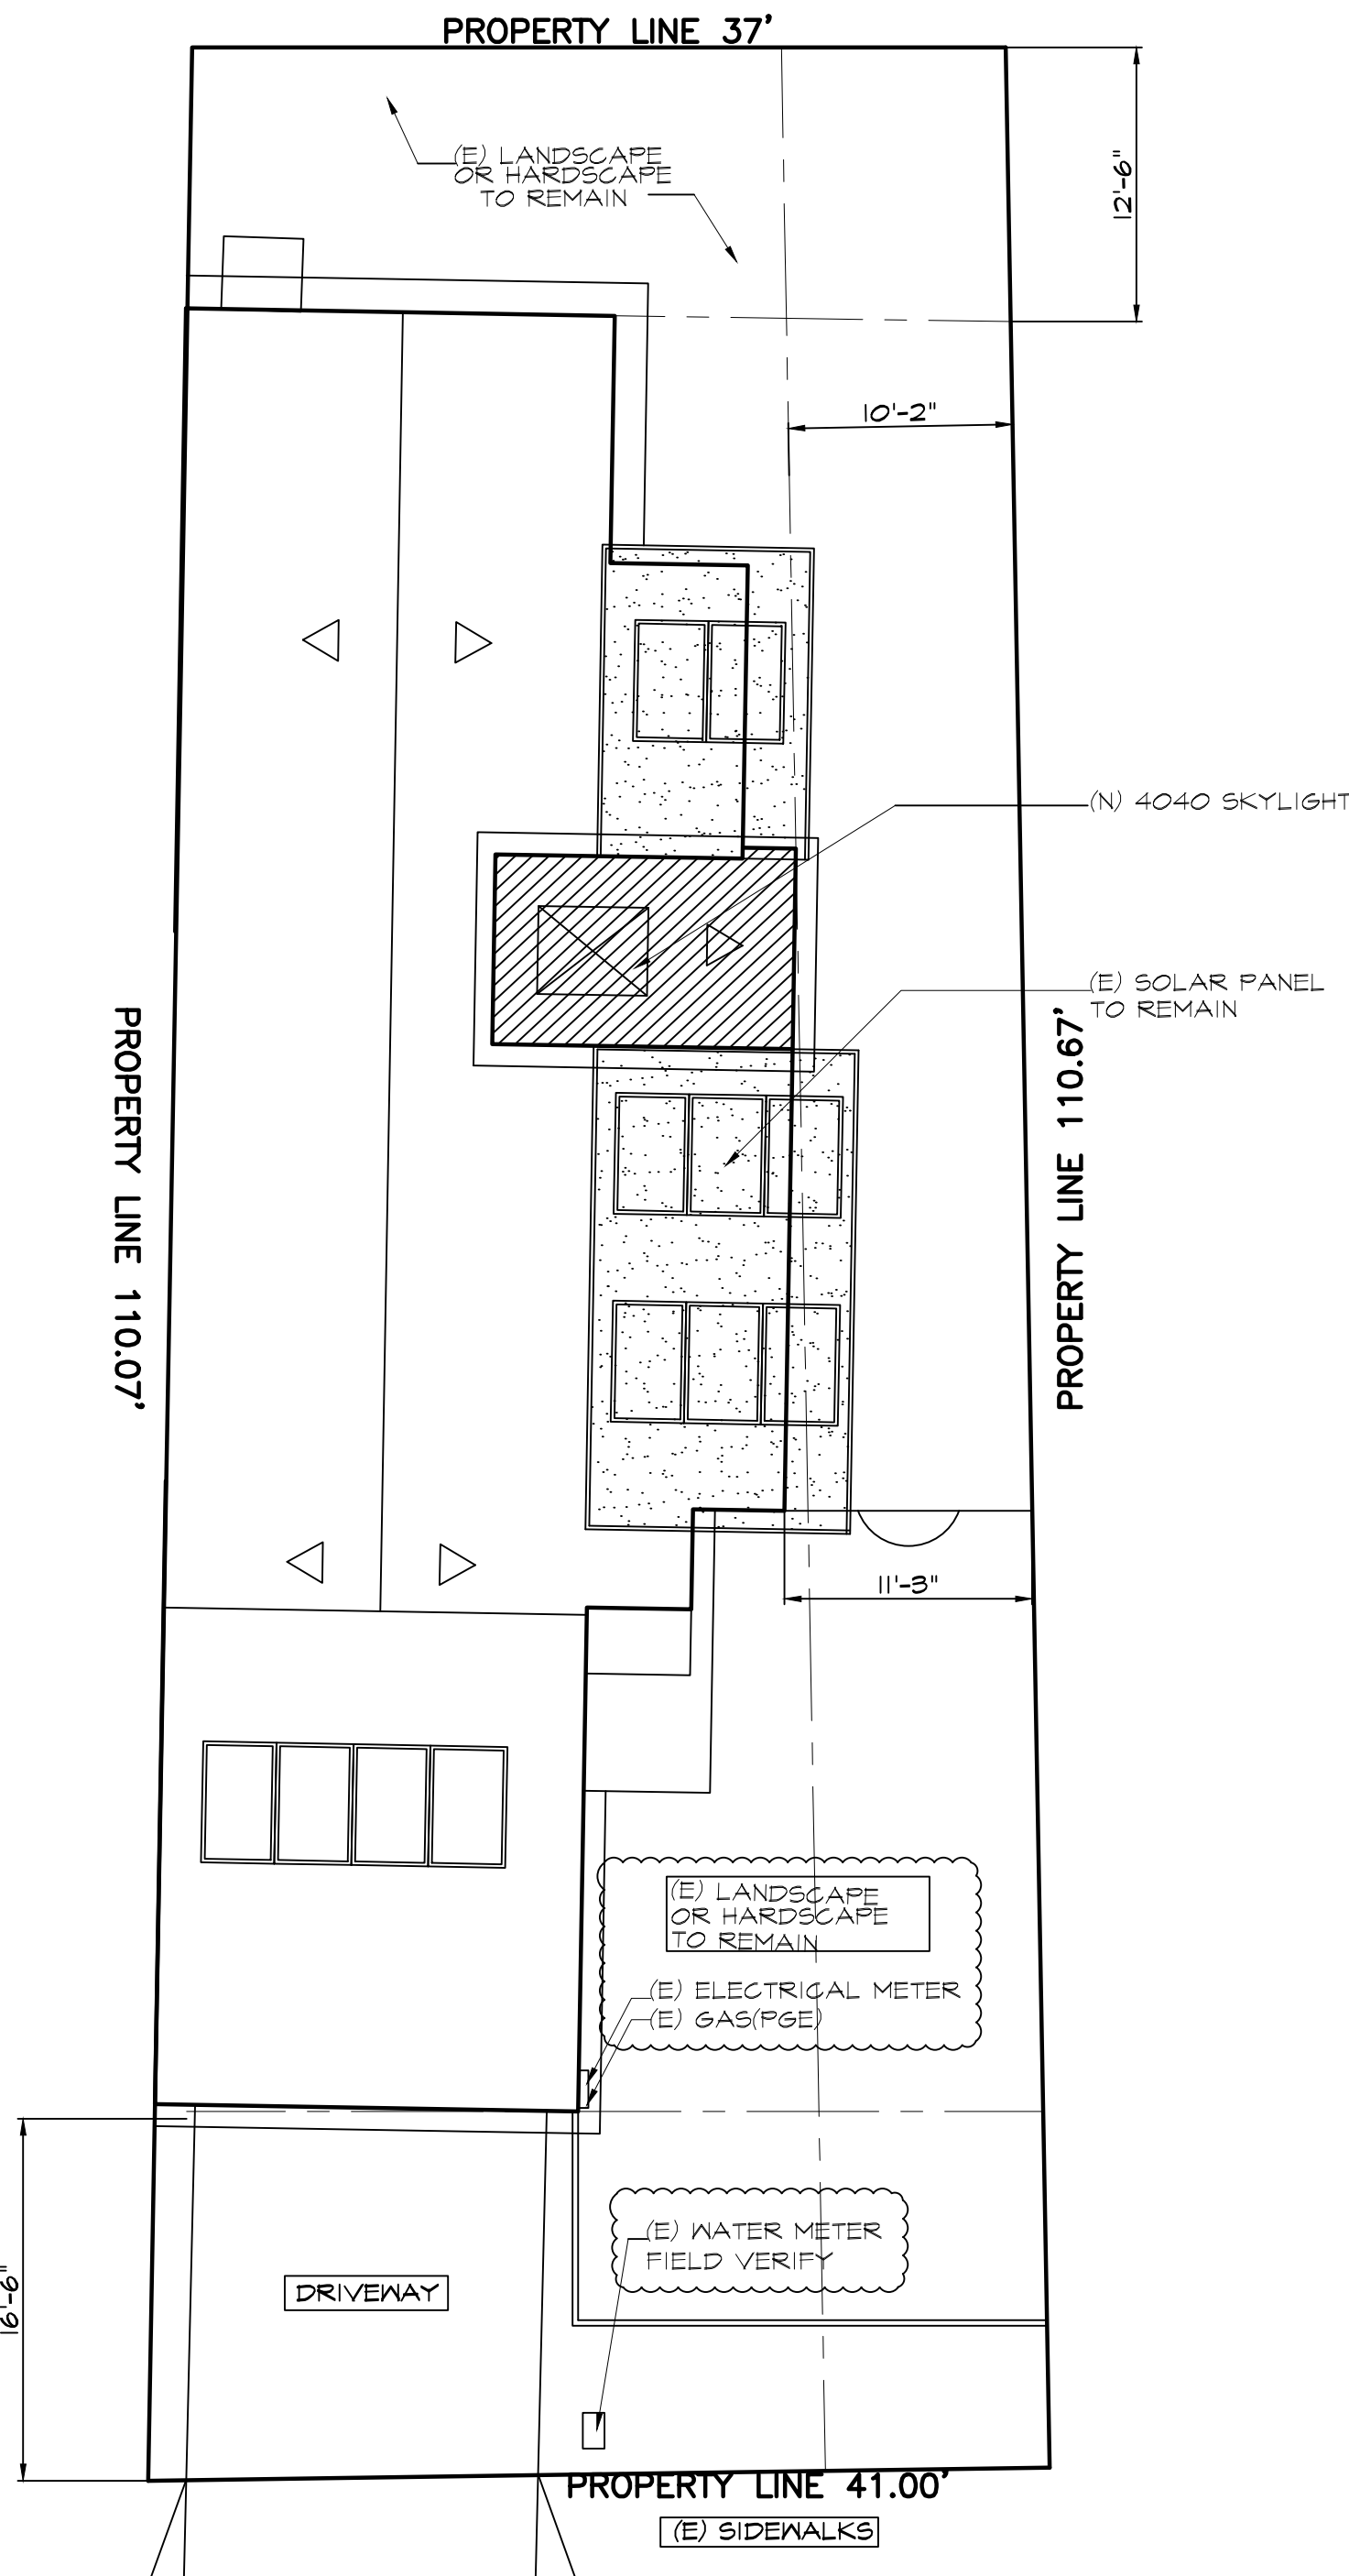 PROPERTY LINE 37'
(E) LANDSCAPE
OR HARDSCAPE
TO REMAIN
12'-6"
10'-2"
(N) 4040 SKYLIGHT
(E) SOLAR PANEL
TO REMAIN
PROPERTY LINE 110.07'
PROPERTY LINE 110.67'
11'-3"
(E) LANDSCAPE
OR HARDSCAPE
TO REMAIN
(E) ELECTRICAL METER
(E) GAS(PGE)
16'-6"
(E) WATER METER
FIELD VERIFY
DRIVEWAY
PROPERTY LINE 41.00'
(E) SIDEWALKS